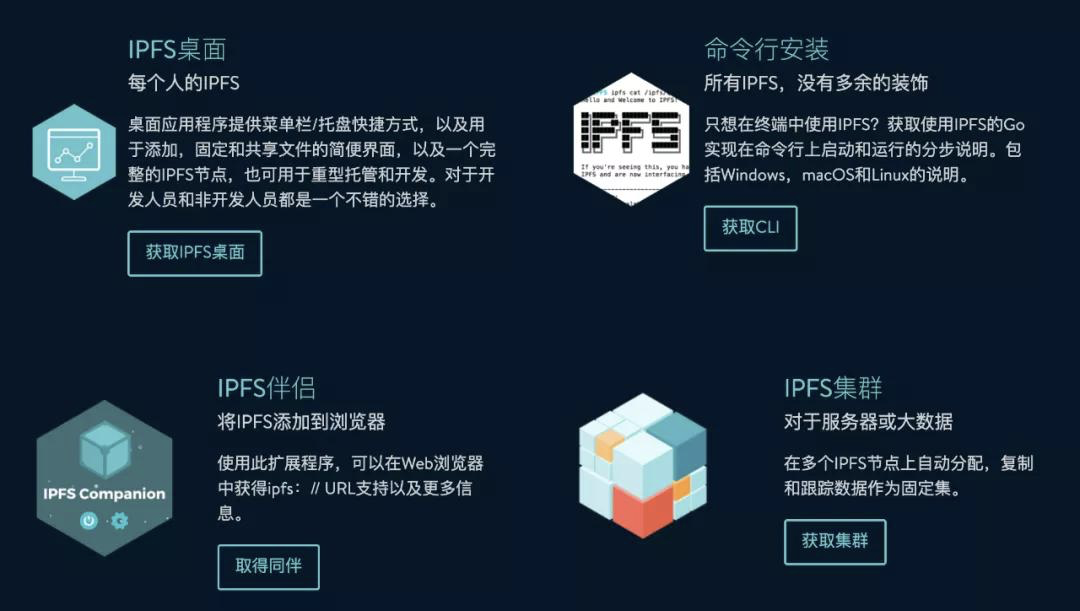 IPFS桌面
每个人的IPFS
桌面应用程序提供菜单栏/托盘快捷方式，以及用
于添加，固定和共享文件的简便界面，以及一个完
整的IPFS节点，也可用于重型托管和开发。对于开
发人员和非开发人员都是一个不错的选择。
获取IPFS桌面
命令行安装
所有IPFS，没有多余的装饰
ipfs cat /ipfs/
ello and Welcome to IPFS!
IPFS
If you're seeing this, you ha
IPFS and are now interfacing
只想在终端中使用IPFS？获取使用IPFS的Go
实现在命令行上启动和运行的分步说明。包
括Windows，macOS和Linux的说明。
获取CLI
IPFS伴侣
将IPFS添加到浏览器
IPFS Companion
使用此扩展程序，可以在Web浏览器
中获得ipfs：// URL支持以及更多信
息。
取得同伴
IPFS集群
对于服务器或大数据
在多个IPFS节点上自动分配，复制
和跟踪数据作为固定集。
获取集群